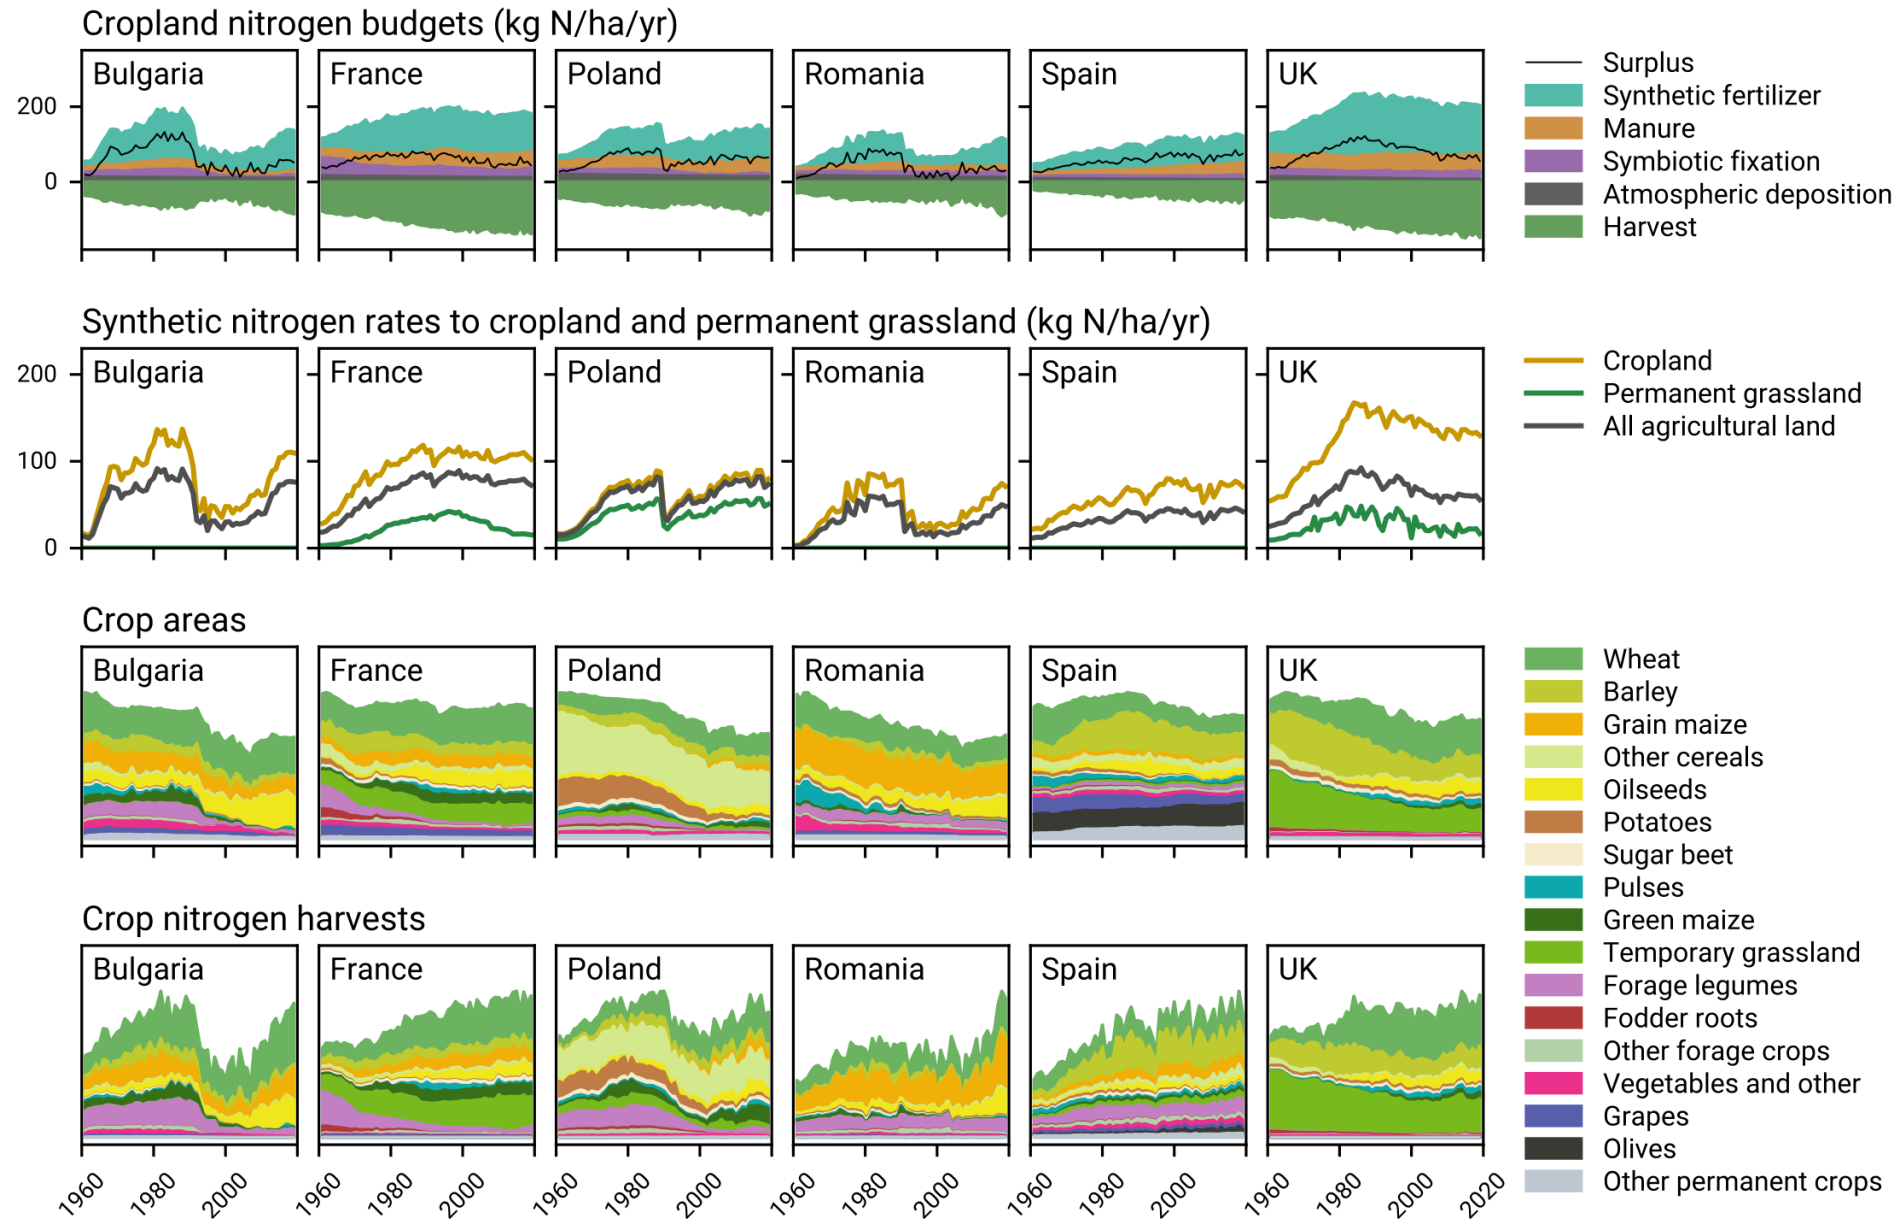 Cropland nitrogen budgets (kg N/ha/yr)
Bulgaria
France
Poland
Romania
Spain
UK
200
0
Surplus
Synthetic fertilizer
Manure
Symbiotic fixation
Atmospheric deposition
Harvest
Synthetic nitrogen rates to cropland and permanent grassland (kg N/ha/yr)
Bulgaria
France
Poland
Romania
Spain
UK
200
100
0
Cropland
Permanent grassland
All agricultural land
Crop areas
Bulgaria
France
Poland
Romania
Spain
UK
Crop nitrogen harvests
Bulgaria
France
Poland
Romania
Spain
UK
Wheat
Barley
Grain maize
Other cereals
Oilseeds
Potatoes
Sugar beet
Pulses
Green maize
Temporary grassland
Forage legumes
Fodder roots
Other forage crops
Vegetables and other
Grapes
Olives
Other permanent crops
1960
1980
2000
1960
1980
2000
1960
1980
2000
1960
1980
2000
1960
1980
2000
1960
1980
2000
2020